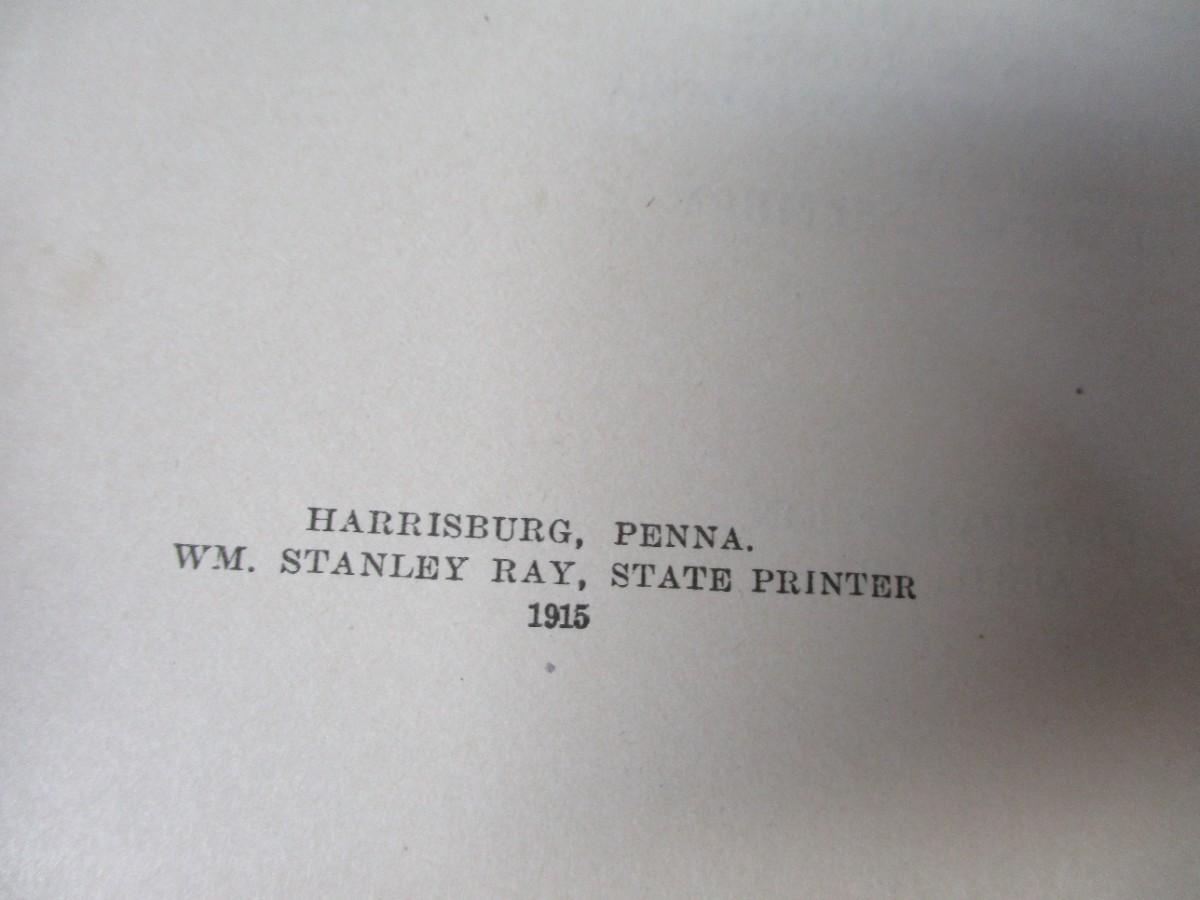 HARRISBURG, PENNA.
WM. STANLEY RAY, STATE PRINTER
1915